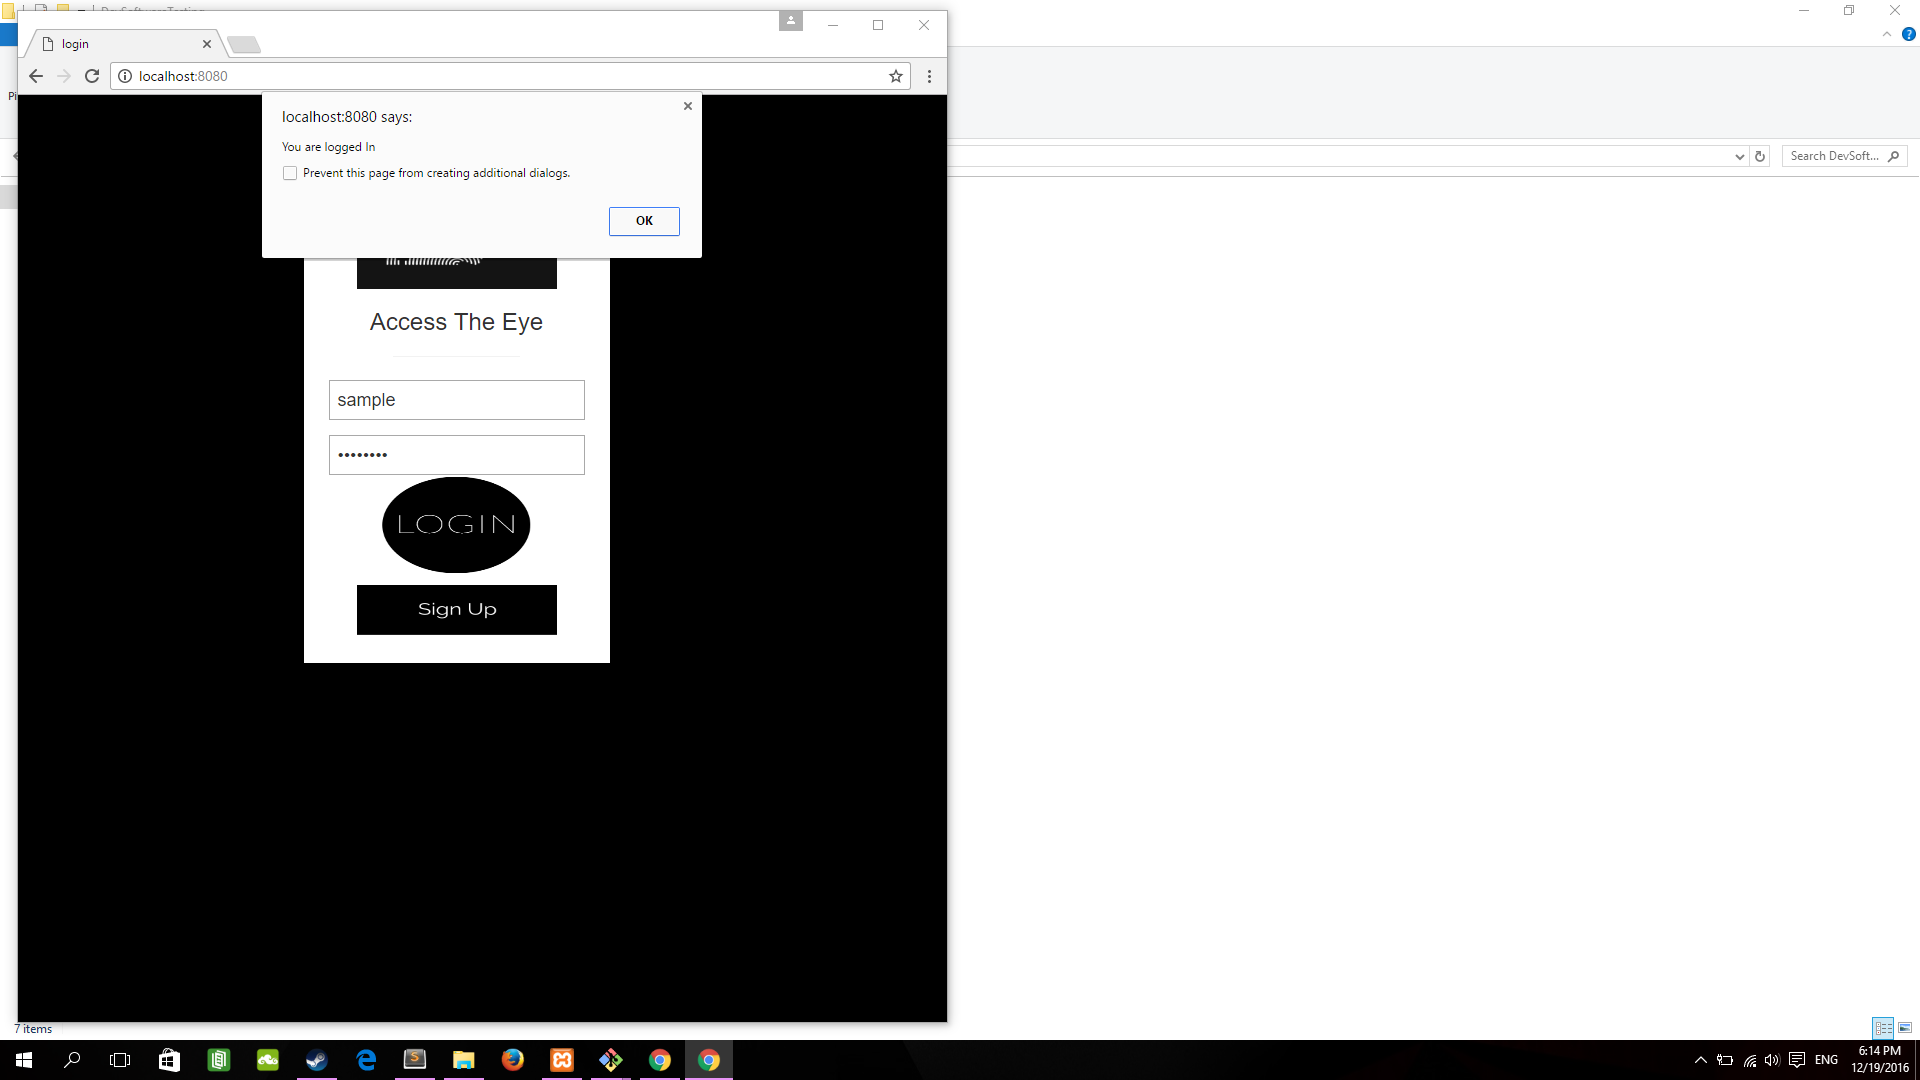 login
localhost:8080
Search DevSoft...
localhost:8080 says:
You are logged In
Prevent this page from creating additional dialogs.
OK
Access The Eye
sample
••••••••
LOGIN
Sign Up
7 items
ENG
6:14 PM
12/19/2016